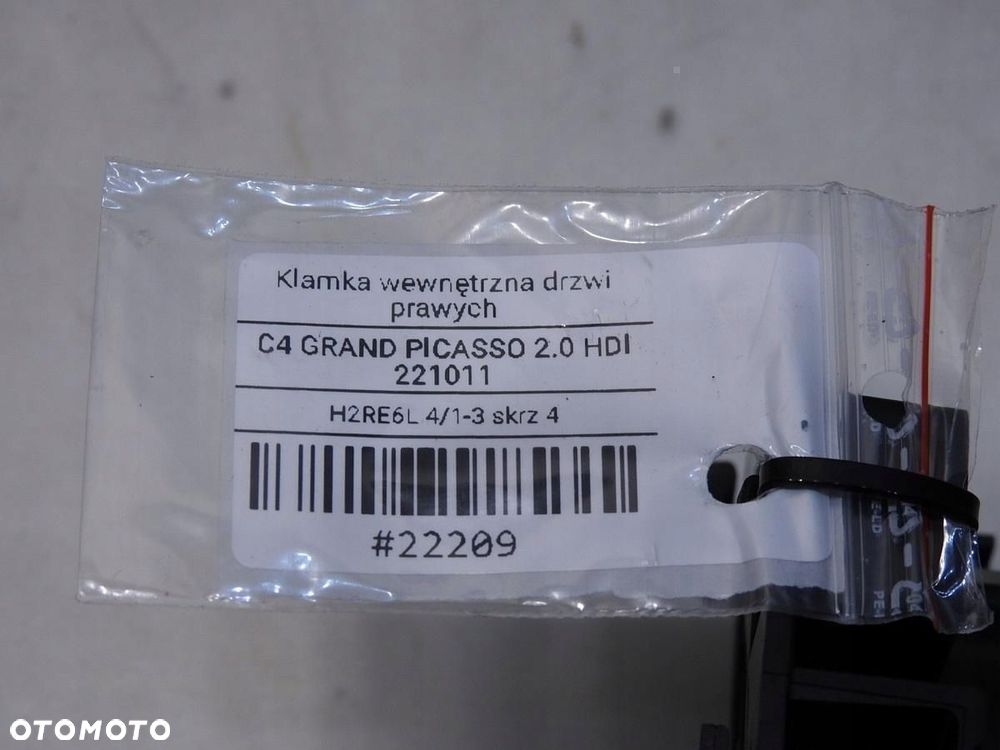 Klamka wewnętrzna drzwi
prawych
C4 GRAND PICASSO 2.0 HDI
221011
H2RE6L 4/1-3 skrz 4
#22209
OTOMOTO